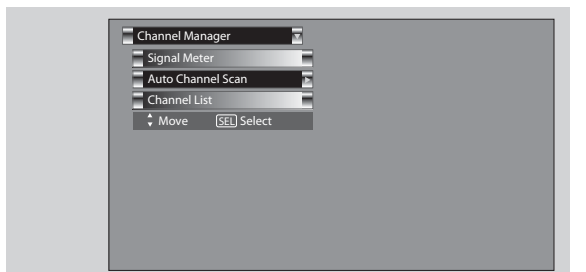 Channel Manager
Signal Meter
Auto Channel Scan
Channel List
Move SEL Select